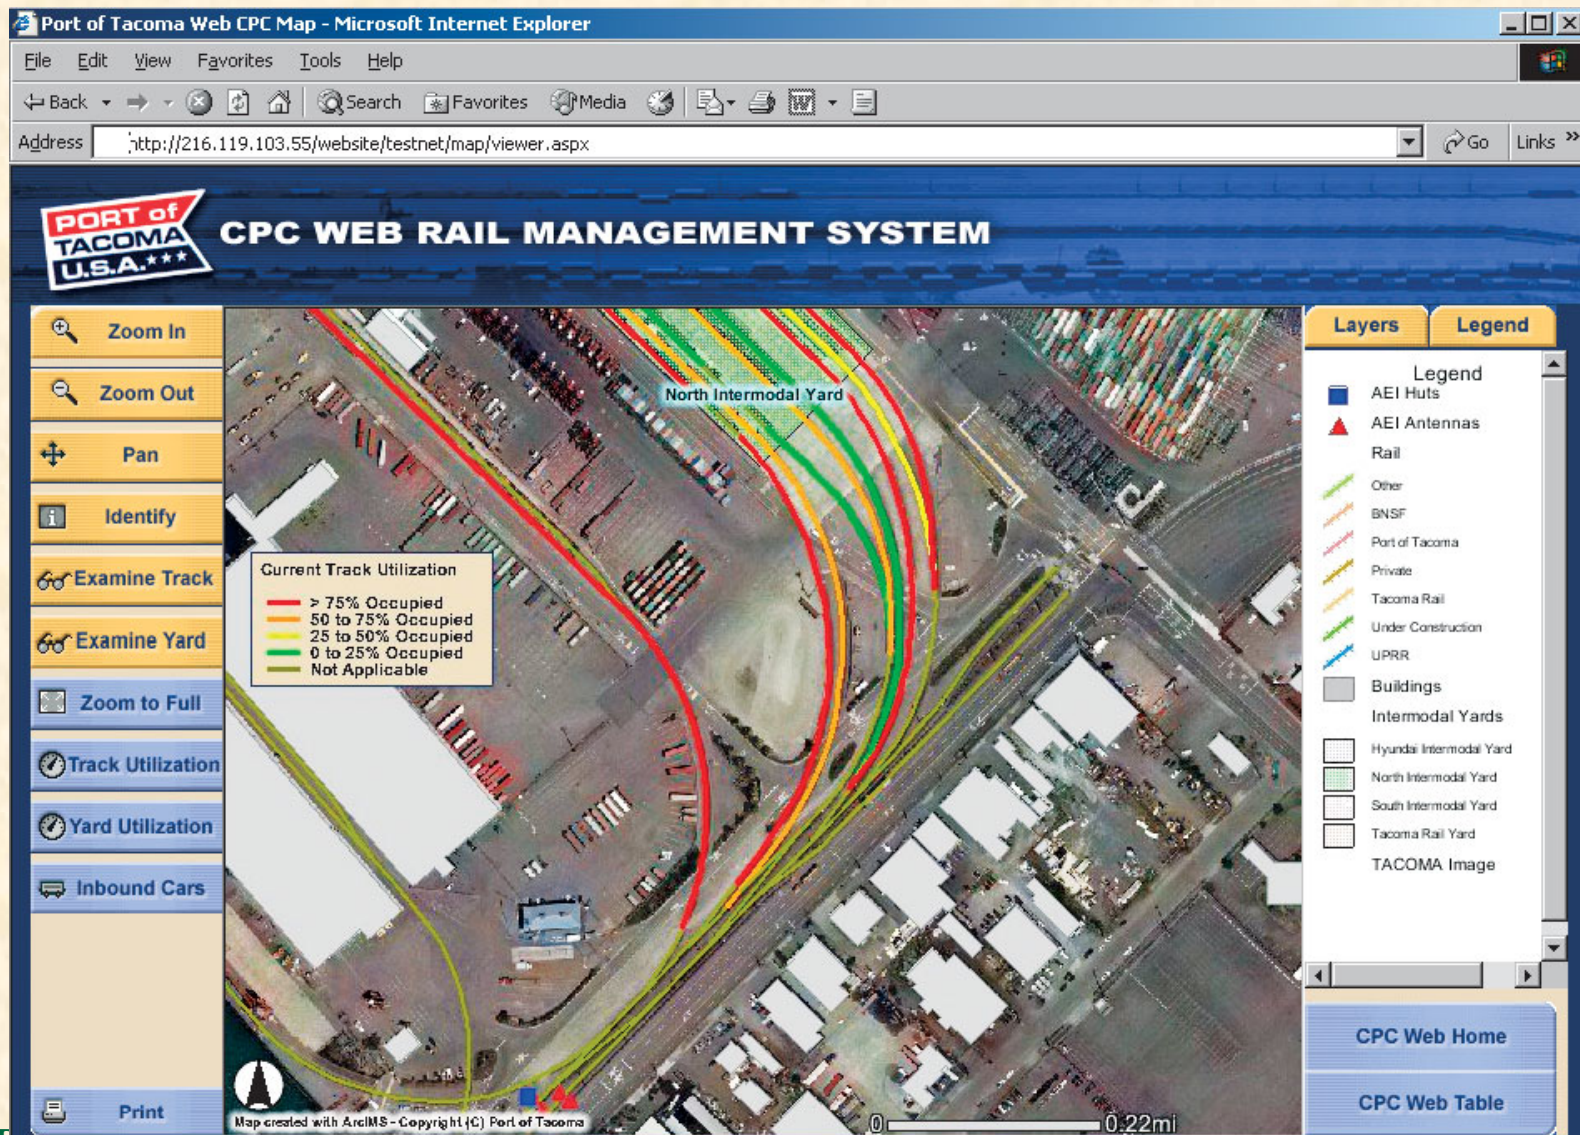 Port of Tacoma Web CPC Map - Microsoft Internet Explorer
File Edit View Favorites Tools Help
Back Search Favorites Media
Address http://216.119.103.55/website/testnet/map/viewer.aspx Go Links »
PORT of
TACOMA
U.S.A.★★★
CPC WEB RAIL MANAGEMENT SYSTEM
Zoom In
Zoom Out
Pan
Identify
Examine Track
Examine Yard
Zoom to Full
Track Utilization
Yard Utilization
Inbound Cars
Print
North Intermodal Yard
Current Track Utilization
> 75% Occupied
50 to 75% Occupied
25 to 50% Occupied
0 to 25% Occupied
Not Applicable
Map created with ArcIMS - Copyright (C) Port of Tacoma
0 0.22mi
Layers Legend
Legend
AEI Huts
AEI Antennas
Rail
Other
BNSF
Port of Tacoma
Private
Tacoma Rail
Under Construction
UPRR
Buildings
Intermodal Yards
Hyundai Intermodal Yard
North Intermodal Yard
South Intermodal Yard
Tacoma Rail Yard
TACOMA Image
CPC Web Home
CPC Web Table